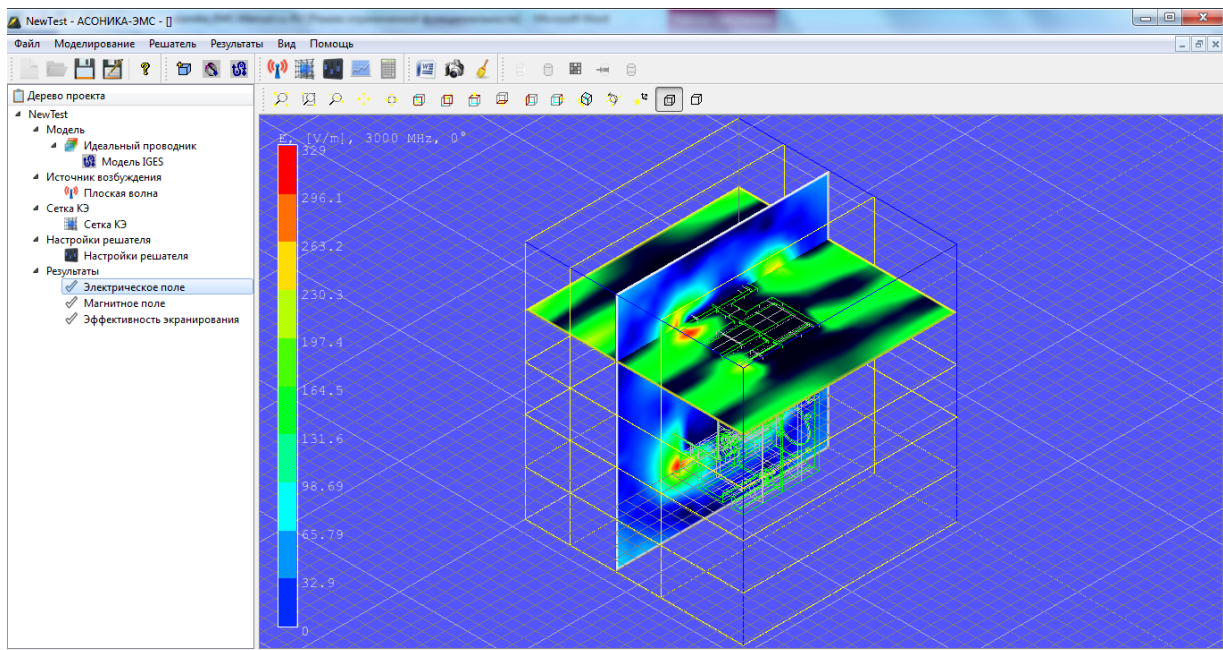 NewTest - АСОНИКА-ЭМС - []
Файл Моделирование Решатель Результаты Вид Помощь
Дерево проекта
NewTest
Модель
Идеальный проводник
Модель IGES
Источник возбуждения
Плоская волна
Сетка КЭ
Сетка КЭ
Настройки решателя
Настройки решателя
Результаты
Электрическое поле
Магнитное поле
Эффективность экранирования
E, [V/m], 3000 MHz, 0°
329
296.1
263.2
230.3
197.4
164.5
131.6
98.69
65.79
32.9
0